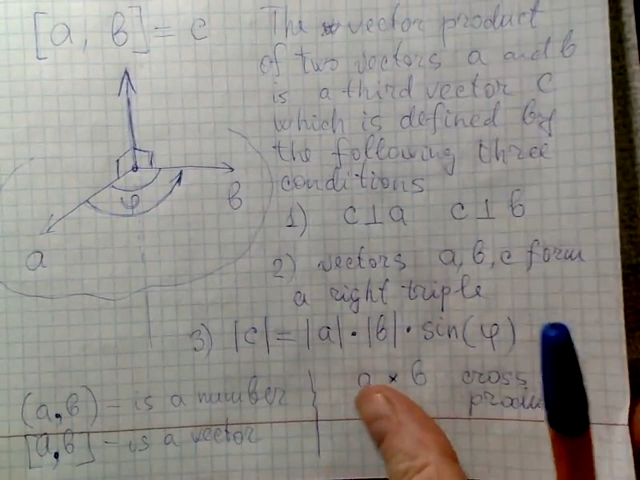 [a, b] = c
The vector product
of two vectors a and b
is a third vector c
which is defined by
the following three
conditions
1) c⊥a c⊥b
2) vectors a, b, c form
a right triple
3) |c| = |a|·|b|·sin(φ)
φ
b
a
(a,b) - is a number
[a,b] - is a vector
a × b cross